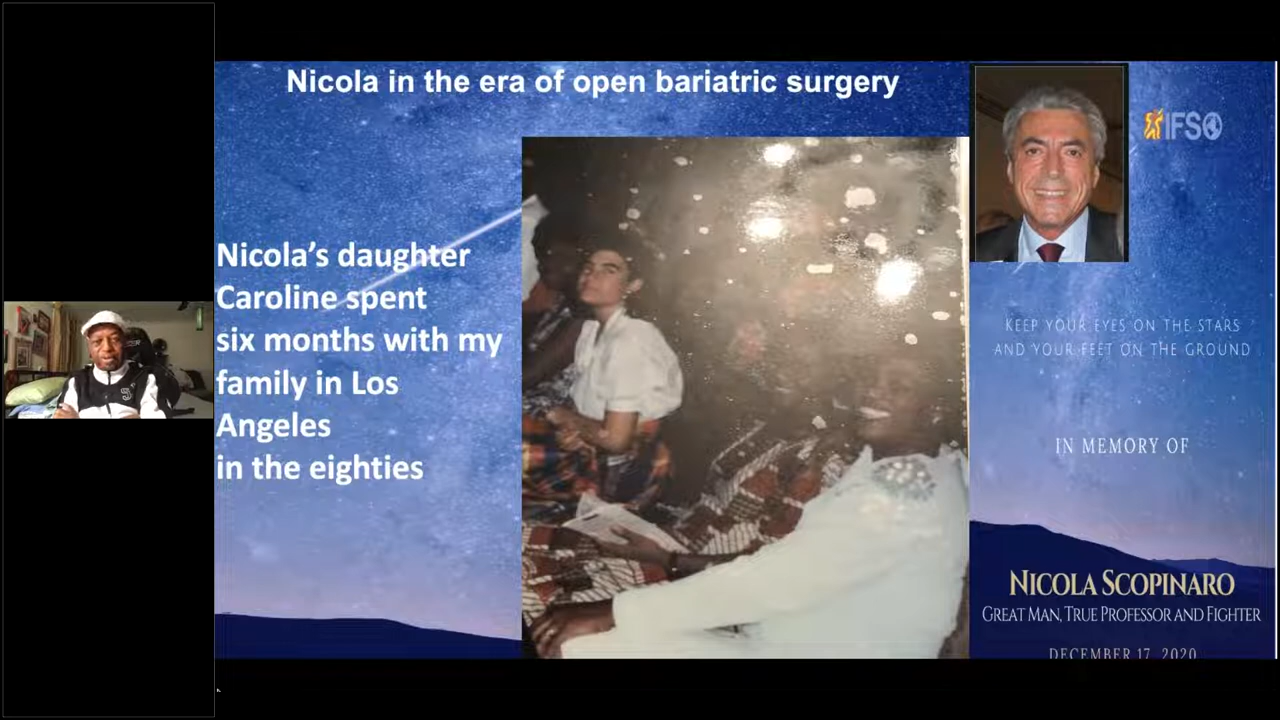 Nicola in the era of open bariatric surgery
Nicola’s daughter
Caroline spent
six months with my
family in Los
Angeles
in the eighties
IFSO
KEEP YOUR EYES ON THE STARS
AND YOUR FEET ON THE GROUND
IN MEMORY OF
NICOLA SCOPINARO
GREAT MAN, TRUE PROFESSOR AND FIGHTER
DECEMBER 17, 2020